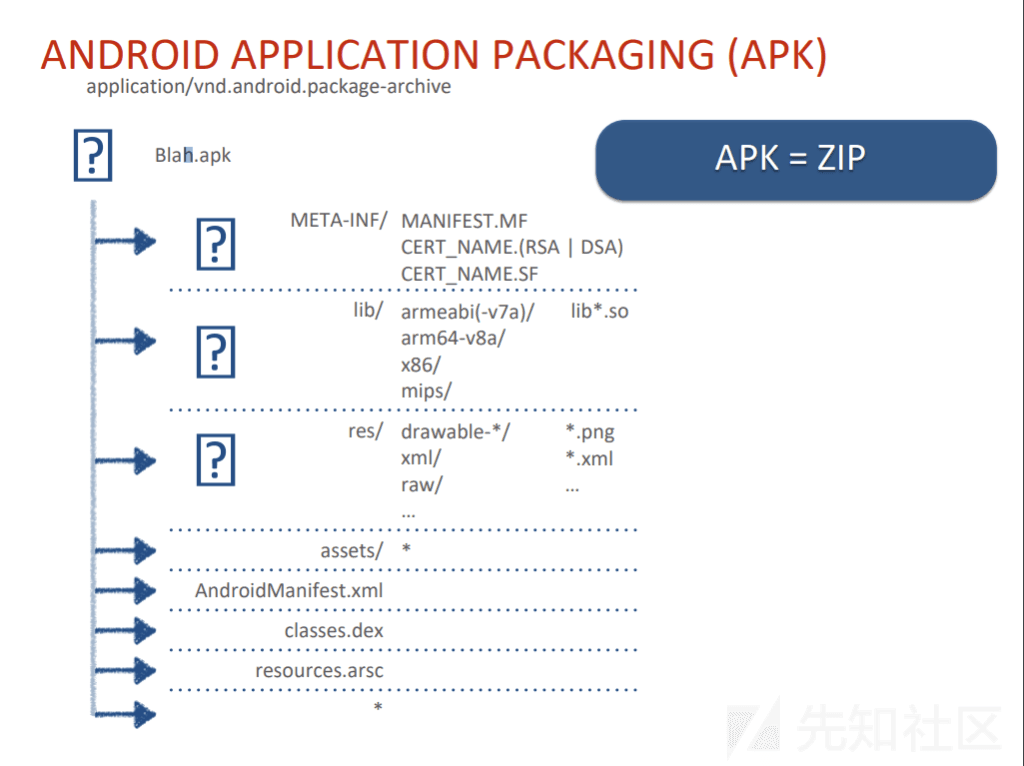 ANDROID APPLICATION PACKAGING (APK)
application/vnd.android.package-archive
Blah.apk
APK = ZIP
META-INF/ MANIFEST.MF
CERT_NAME.(RSA | DSA)
CERT_NAME.SF
lib/ armeabi(-v7a)/ lib*.so
arm64-v8a/
x86/
mips/
res/ drawable-*/ *.png
xml/ *.xml
raw/ ...
...
assets/ *
AndroidManifest.xml
classes.dex
resources.arsc
*
先知社区